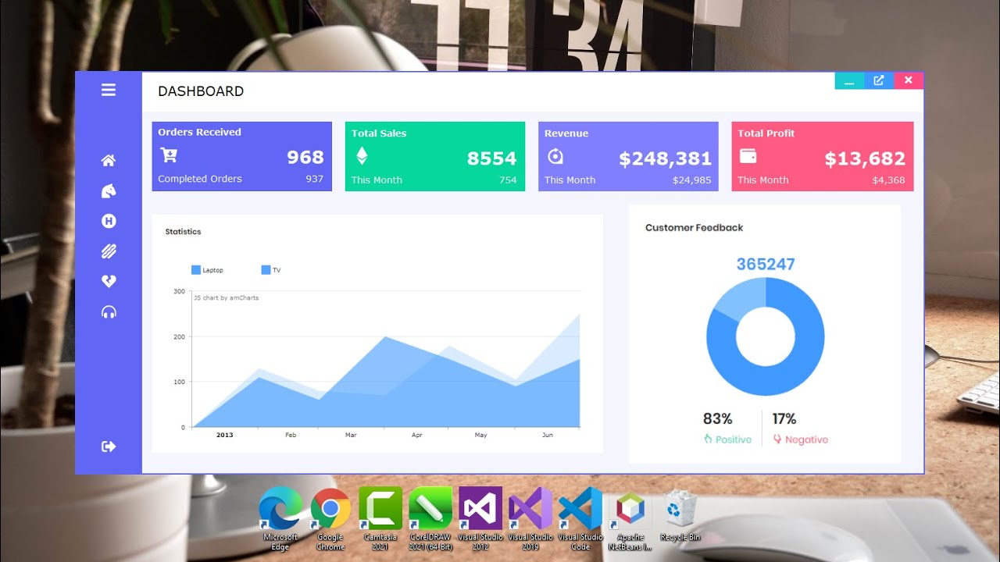 11 34
DASHBOARD
Orders Received
968
Completed Orders 937
Total Sales
8554
This Month 754
Revenue
$248,381
This Month $24,985
Total Profit
$13,682
This Month $4,368
Statistics
Laptop TV
300
JS chart by amCharts
200
100
0
2013 Feb Mar Apr May Jun
Customer Feedback
365247
83% 17%
Positive Negative
H
Microsoft Edge
Google Chrome
Camtasia 2021
CorelDRAW 2021 (64-Bit)
Visual Studio 2012
Visual Studio 2019
Visual Studio Code
Apache NetBeans I...
Recycle Bin